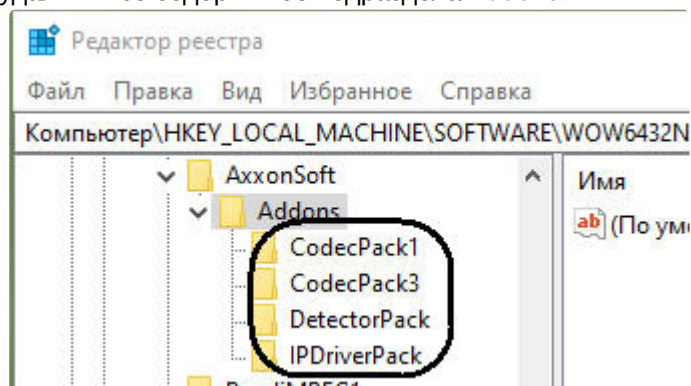 Редактор реестра
Файл Правка Вид Избранное Справка
Компьютер\HKEY_LOCAL_MACHINE\SOFTWARE\WOW6432N
AxxonSoft
Addons
CodecPack1
CodecPack3
DetectorPack
IPDriverPack
Имя
ab (По ум